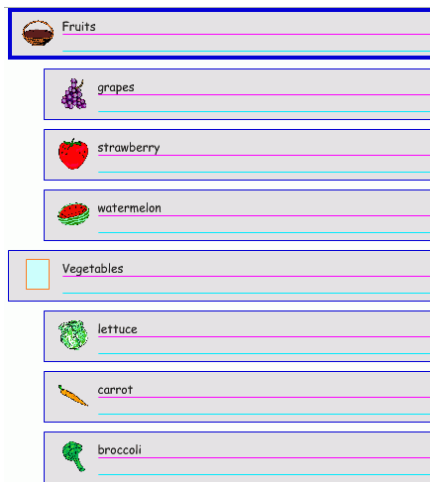 Fruits
grapes
strawberry
watermelon
Vegetables
lettuce
carrot
broccoli